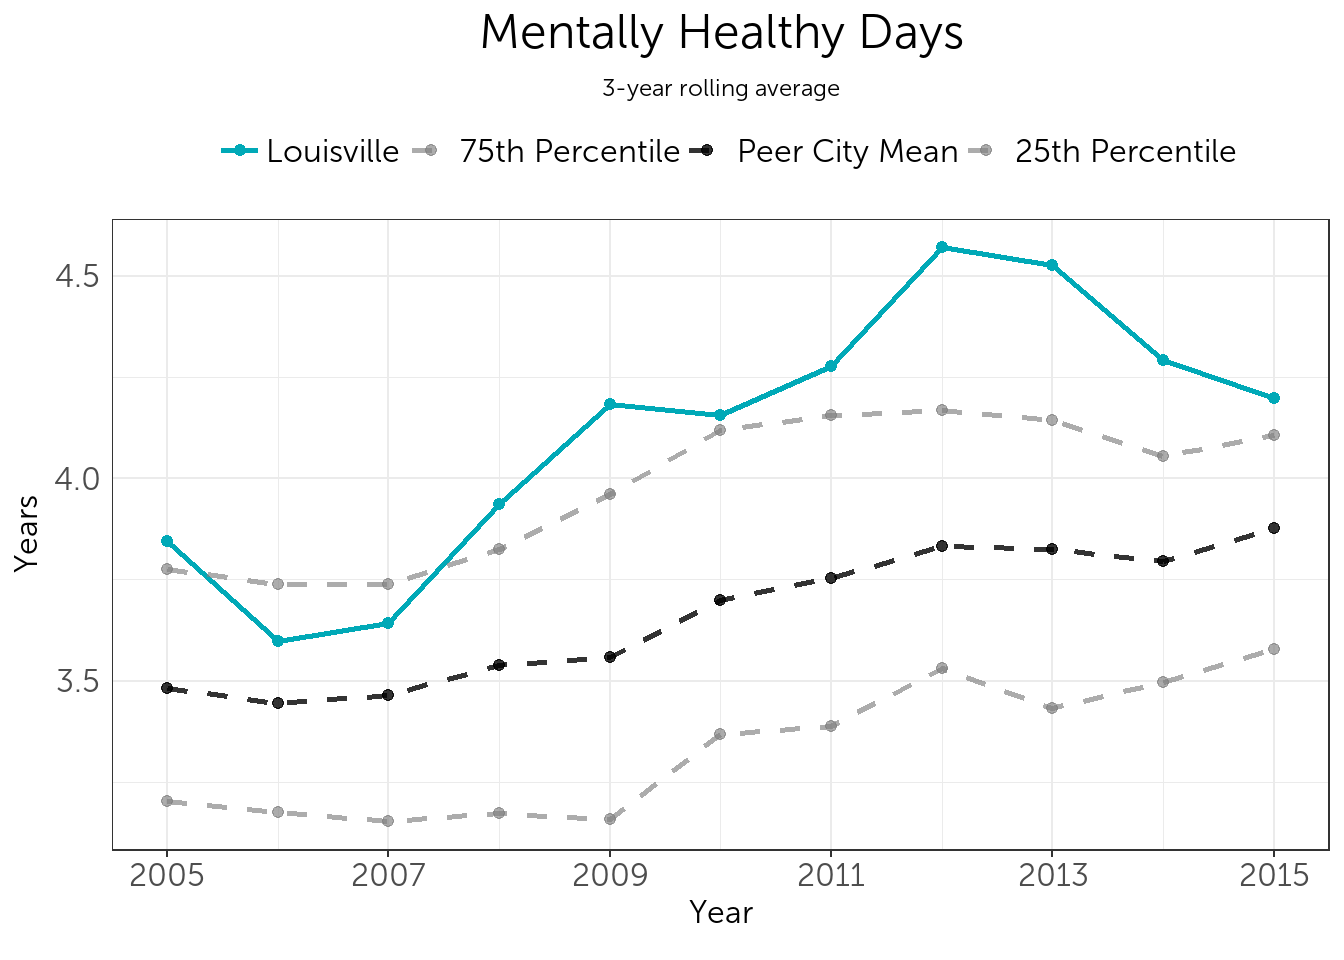 Mentally Healthy Days
3-year rolling average
Louisville 75th Percentile Peer City Mean 25th Percentile
4.5
4.0
3.5
Years
2005 2007 2009 2011 2013 2015
Year